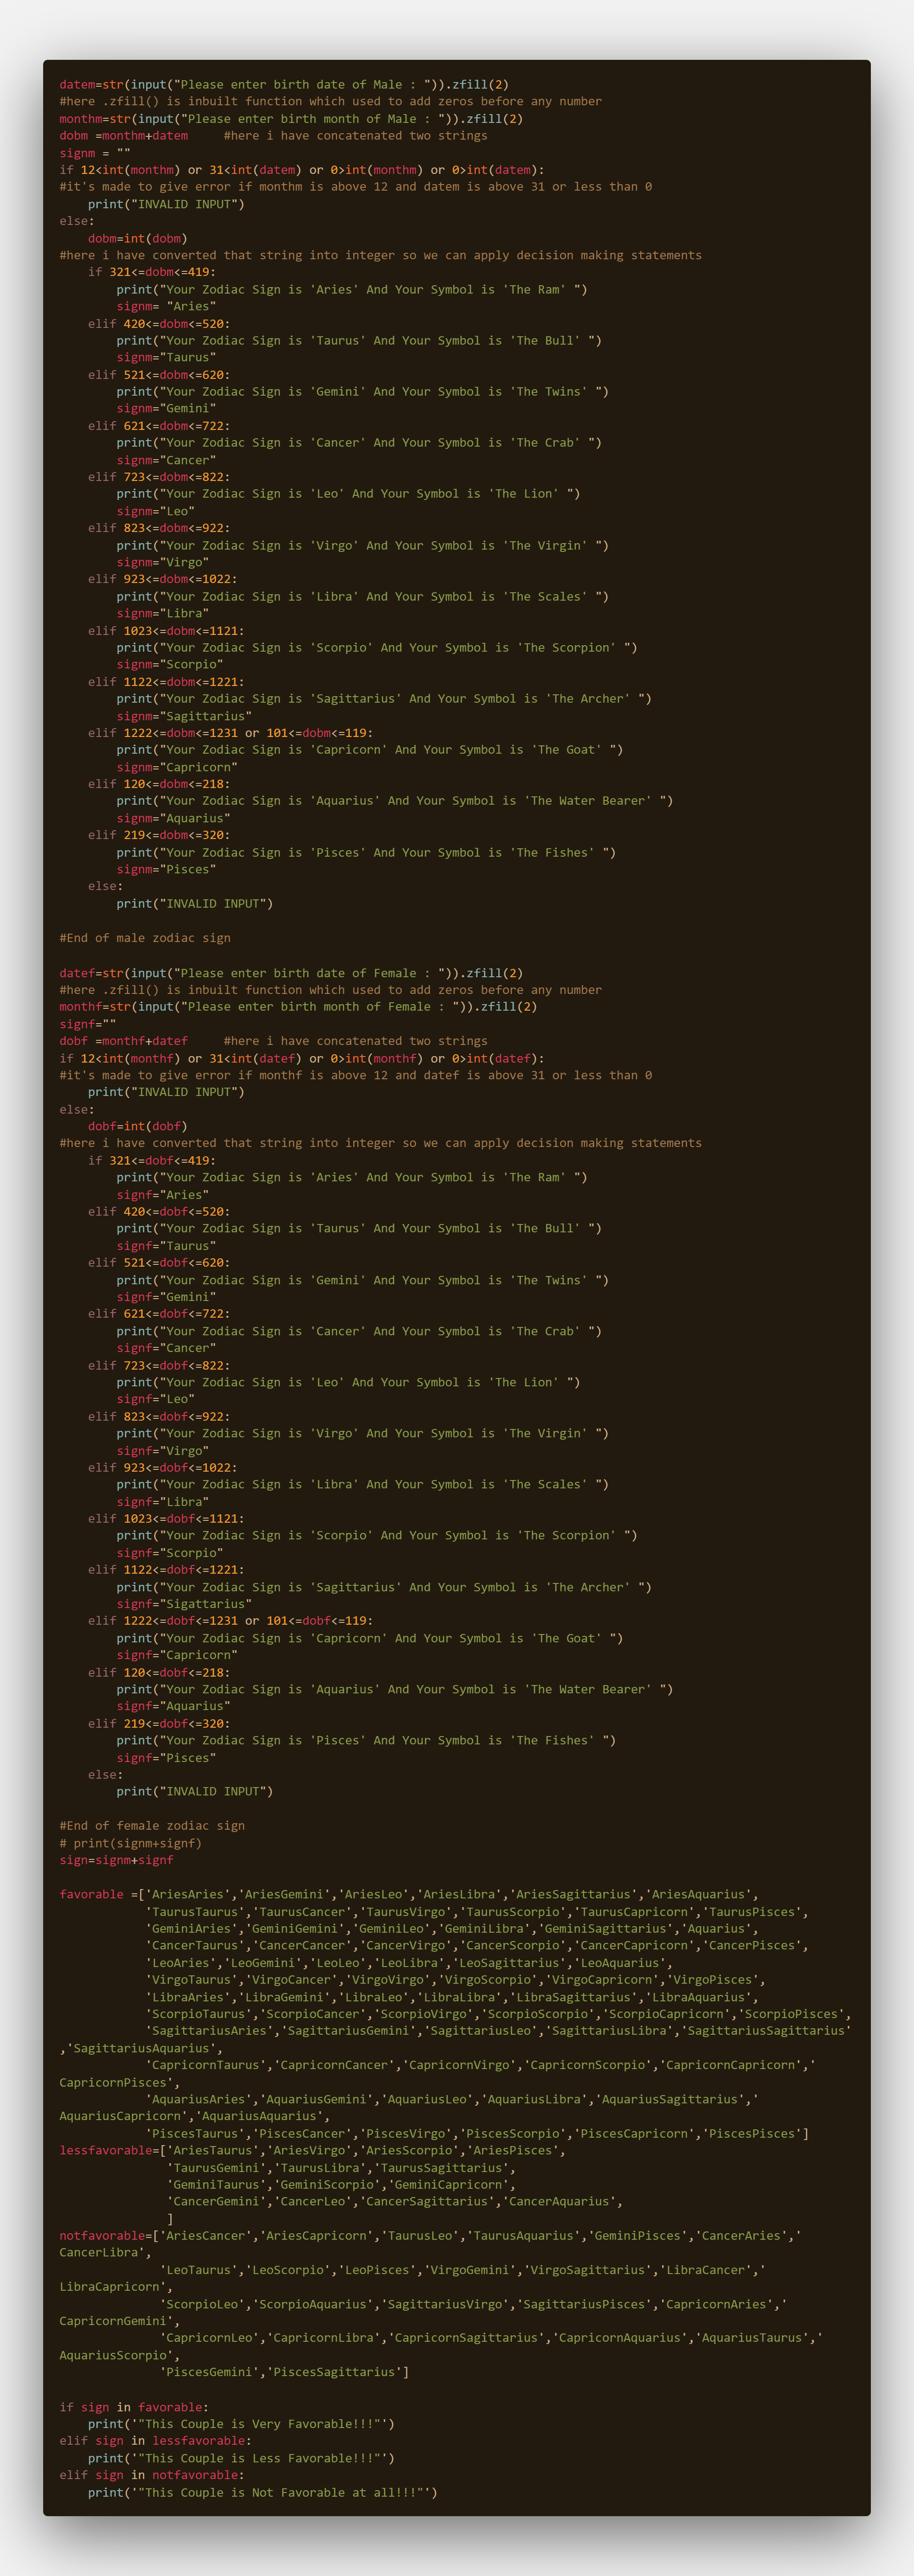 datem=str(input("Please enter birth date of Male : ")).zfill(2)
#here .zfill() is inbuilt function which used to add zeros before any number
monthm=str(input("Please enter birth month of Male : ")).zfill(2)
dobm =monthm+datem     #here i have concatenated two strings
signm = ""
if 12<int(monthm) or 31<int(datem) or 0>int(monthm) or 0>int(datem):
#it's made to give error if monthm is above 12 and datem is above 31 or less than 0
    print("INVALID INPUT")
else:
    dobm=int(dobm)
#here i have converted that string into integer so we can apply decision making statements
    if 321<=dobm<=419:
        print("Your Zodiac Sign is 'Aries' And Your Symbol is 'The Ram' ")
        signm= "Aries"
    elif 420<=dobm<=520:
        print("Your Zodiac Sign is 'Taurus' And Your Symbol is 'The Bull' ")
        signm="Taurus"
    elif 521<=dobm<=620:
        print("Your Zodiac Sign is 'Gemini' And Your Symbol is 'The Twins' ")
        signm="Gemini"
    elif 621<=dobm<=722:
        print("Your Zodiac Sign is 'Cancer' And Your Symbol is 'The Crab' ")
        signm="Cancer"
    elif 723<=dobm<=822:
        print("Your Zodiac Sign is 'Leo' And Your Symbol is 'The Lion' ")
        signm="Leo"
    elif 823<=dobm<=922:
        print("Your Zodiac Sign is 'Virgo' And Your Symbol is 'The Virgin' ")
        signm="Virgo"
    elif 923<=dobm<=1022:
        print("Your Zodiac Sign is 'Libra' And Your Symbol is 'The Scales' ")
        signm="Libra"
    elif 1023<=dobm<=1121:
        print("Your Zodiac Sign is 'Scorpio' And Your Symbol is 'The Scorpion' ")
        signm="Scorpio"
    elif 1122<=dobm<=1221:
        print("Your Zodiac Sign is 'Sagittarius' And Your Symbol is 'The Archer' ")
        signm="Sagittarius"
    elif 1222<=dobm<=1231 or 101<=dobm<=119:
        print("Your Zodiac Sign is 'Capricorn' And Your Symbol is 'The Goat' ")
        signm="Capricorn"
    elif 120<=dobm<=218:
        print("Your Zodiac Sign is 'Aquarius' And Your Symbol is 'The Water Bearer' ")
        signm="Aquarius"
    elif 219<=dobm<=320:
        print("Your Zodiac Sign is 'Pisces' And Your Symbol is 'The Fishes' ")
        signm="Pisces"
    else:
        print("INVALID INPUT")

#End of male zodiac sign

datef=str(input("Please enter birth date of Female : ")).zfill(2)
#here .zfill() is inbuilt function which used to add zeros before any number
monthf=str(input("Please enter birth month of Female : ")).zfill(2)
signf=""
dobf =monthf+datef     #here i have concatenated two strings
if 12<int(monthf) or 31<int(datef) or 0>int(monthf) or 0>int(datef):
#it's made to give error if monthf is above 12 and datef is above 31 or less than 0
    print("INVALID INPUT")
else:
    dobf=int(dobf)
#here i have converted that string into integer so we can apply decision making statements
    if 321<=dobf<=419:
        print("Your Zodiac Sign is 'Aries' And Your Symbol is 'The Ram' ")
        signf="Aries"
    elif 420<=dobf<=520:
        print("Your Zodiac Sign is 'Taurus' And Your Symbol is 'The Bull' ")
        signf="Taurus"
    elif 521<=dobf<=620:
        print("Your Zodiac Sign is 'Gemini' And Your Symbol is 'The Twins' ")
        signf="Gemini"
    elif 621<=dobf<=722:
        print("Your Zodiac Sign is 'Cancer' And Your Symbol is 'The Crab' ")
        signf="Cancer"
    elif 723<=dobf<=822:
        print("Your Zodiac Sign is 'Leo' And Your Symbol is 'The Lion' ")
        signf="Leo"
    elif 823<=dobf<=922:
        print("Your Zodiac Sign is 'Virgo' And Your Symbol is 'The Virgin' ")
        signf="Virgo"
    elif 923<=dobf<=1022:
        print("Your Zodiac Sign is 'Libra' And Your Symbol is 'The Scales' ")
        signf="Libra"
    elif 1023<=dobf<=1121:
        print("Your Zodiac Sign is 'Scorpio' And Your Symbol is 'The Scorpion' ")
        signf="Scorpio"
    elif 1122<=dobf<=1221:
        print("Your Zodiac Sign is 'Sagittarius' And Your Symbol is 'The Archer' ")
        signf="Sigattarius"
    elif 1222<=dobf<=1231 or 101<=dobf<=119:
        print("Your Zodiac Sign is 'Capricorn' And Your Symbol is 'The Goat' ")
        signf="Capricorn"
    elif 120<=dobf<=218:
        print("Your Zodiac Sign is 'Aquarius' And Your Symbol is 'The Water Bearer' ")
        signf="Aquarius"
    elif 219<=dobf<=320:
        print("Your Zodiac Sign is 'Pisces' And Your Symbol is 'The Fishes' ")
        signf="Pisces"
    else:
        print("INVALID INPUT")

#End of female zodiac sign
# print(signm+signf)
sign=signm+signf

favorable =['AriesAries','AriesGemini','AriesLeo','AriesLibra','AriesSagittarius','AriesAquarius',
            'TaurusTaurus','TaurusCancer','TaurusVirgo','TaurusScorpio','TaurusCapricorn','TaurusPisces',
            'GeminiAries','GeminiGemini','GeminiLeo','GeminiLibra','GeminiSagittarius','Aquarius',
            'CancerTaurus','CancerCancer','CancerVirgo','CancerScorpio','CancerCapricorn','CancerPisces',
            'LeoAries','LeoGemini','LeoLeo','LeoLibra','LeoSagittarius','LeoAquarius',
            'VirgoTaurus','VirgoCancer','VirgoVirgo','VirgoScorpio','VirgoCapricorn','VirgoPisces',
            'LibraAries','LibraGemini','LibraLeo','LibraLibra','LibraSagittarius','LibraAquarius',
            'ScorpioTaurus','ScorpioCancer','ScorpioVirgo','ScorpioScorpio','ScorpioCapricorn','ScorpioPisces',
            'SagittariusAries','SagittariusGemini','SagittariusLeo','SagittariusLibra','SagittariusSagittarius'
,'SagittariusAquarius',
            'CapricornTaurus','CapricornCancer','CapricornVirgo','CapricornScorpio','CapricornCapricorn','
CapricornPisces',
            'AquariusAries','AquariusGemini','AquariusLeo','AquariusLibra','AquariusSagittarius','
AquariusCapricorn','AquariusAquarius',
            'PiscesTaurus','PiscesCancer','PiscesVirgo','PiscesScorpio','PiscesCapricorn','PiscesPisces']
lessfavorable=['AriesTaurus','AriesVirgo','AriesScorpio','AriesPisces',
               'TaurusGemini','TaurusLibra','TaurusSagittarius',
               'GeminiTaurus','GeminiScorpio','GeminiCapricorn',
               'CancerGemini','CancerLeo','CancerSagittarius','CancerAquarius',
               ]
notfavorable=['AriesCancer','AriesCapricorn','TaurusLeo','TaurusAquarius','GeminiPisces','CancerAries','
CancerLibra',
              'LeoTaurus','LeoScorpio','LeoPisces','VirgoGemini','VirgoSagittarius','LibraCancer','
LibraCapricorn',
              'ScorpioLeo','ScorpioAquarius','SagittariusVirgo','SagittariusPisces','CapricornAries','
CapricornGemini',
              'CapricornLeo','CapricornLibra','CapricornSagittarius','CapricornAquarius','AquariusTaurus','
AquariusScorpio',
              'PiscesGemini','PiscesSagittarius']

if sign in favorable:
    print('"This Couple is Very Favorable!!!"')
elif sign in lessfavorable:
    print('"This Couple is Less Favorable!!!"')
elif sign in notfavorable:
    print('"This Couple is Not Favorable at all!!!"')